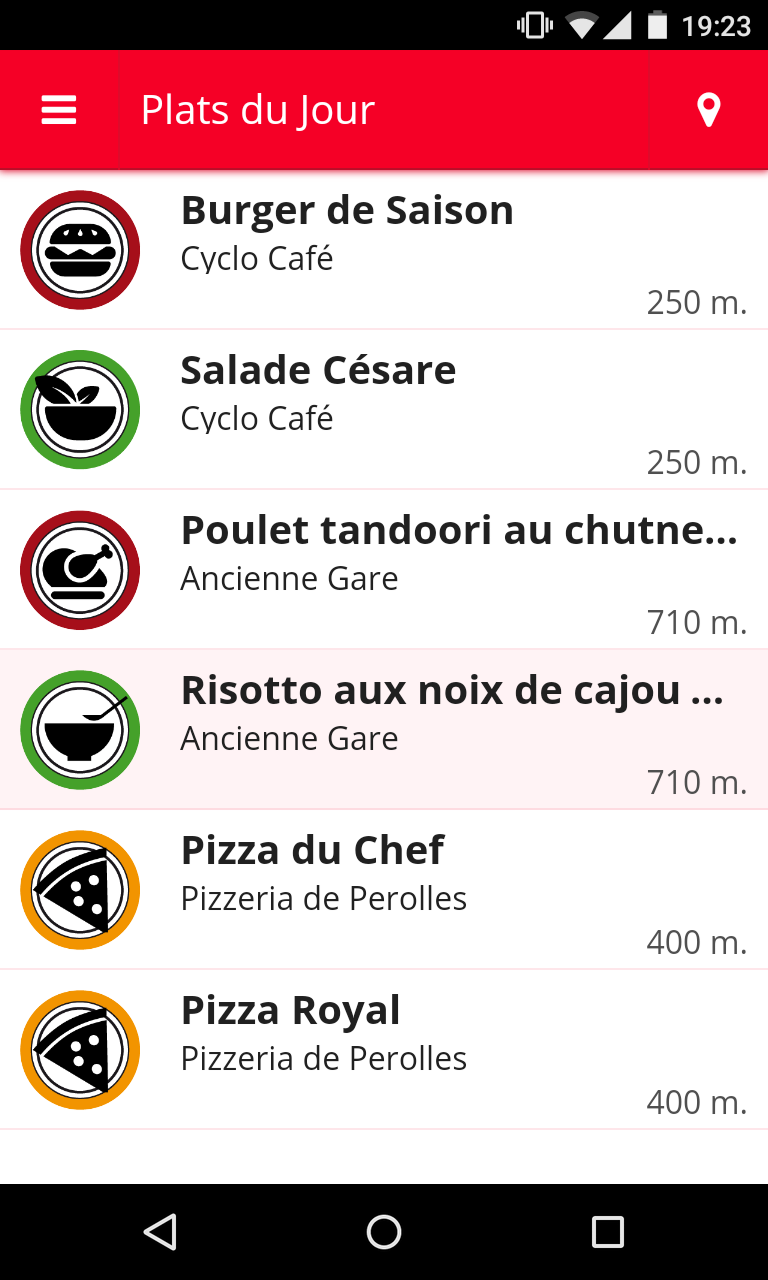 19:23
Plats du Jour
Burger de Saison
Cyclo Café
250 m.
Salade Césare
Cyclo Café
250 m.
Poulet tandoori au chutne...
Ancienne Gare
710 m.
Risotto aux noix de cajou ...
Ancienne Gare
710 m.
Pizza du Chef
Pizzeria de Perolles
400 m.
Pizza Royal
Pizzeria de Perolles
400 m.